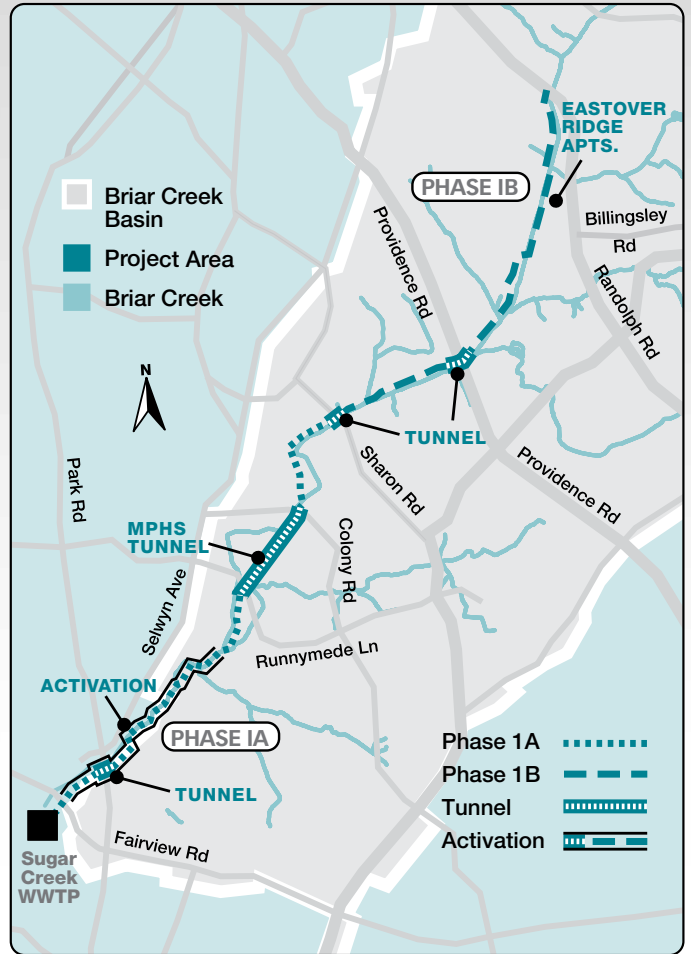 EASTOVER
RIDGE
APTS.
PHASE IB
Briar Creek
Basin
Project Area
Briar Creek
Billingsley
Rd
Providence Rd
Randolph Rd
N
TUNNEL
Sharon Rd
Providence Rd
Park Rd
MPHS
TUNNEL
Colony Rd
Selwyn Ave
Runnymede Ln
ACTIVATION
PHASE IA
TUNNEL
Phase 1A
Phase 1B
Tunnel
Activation
Fairview Rd
Sugar
Creek
WWTP